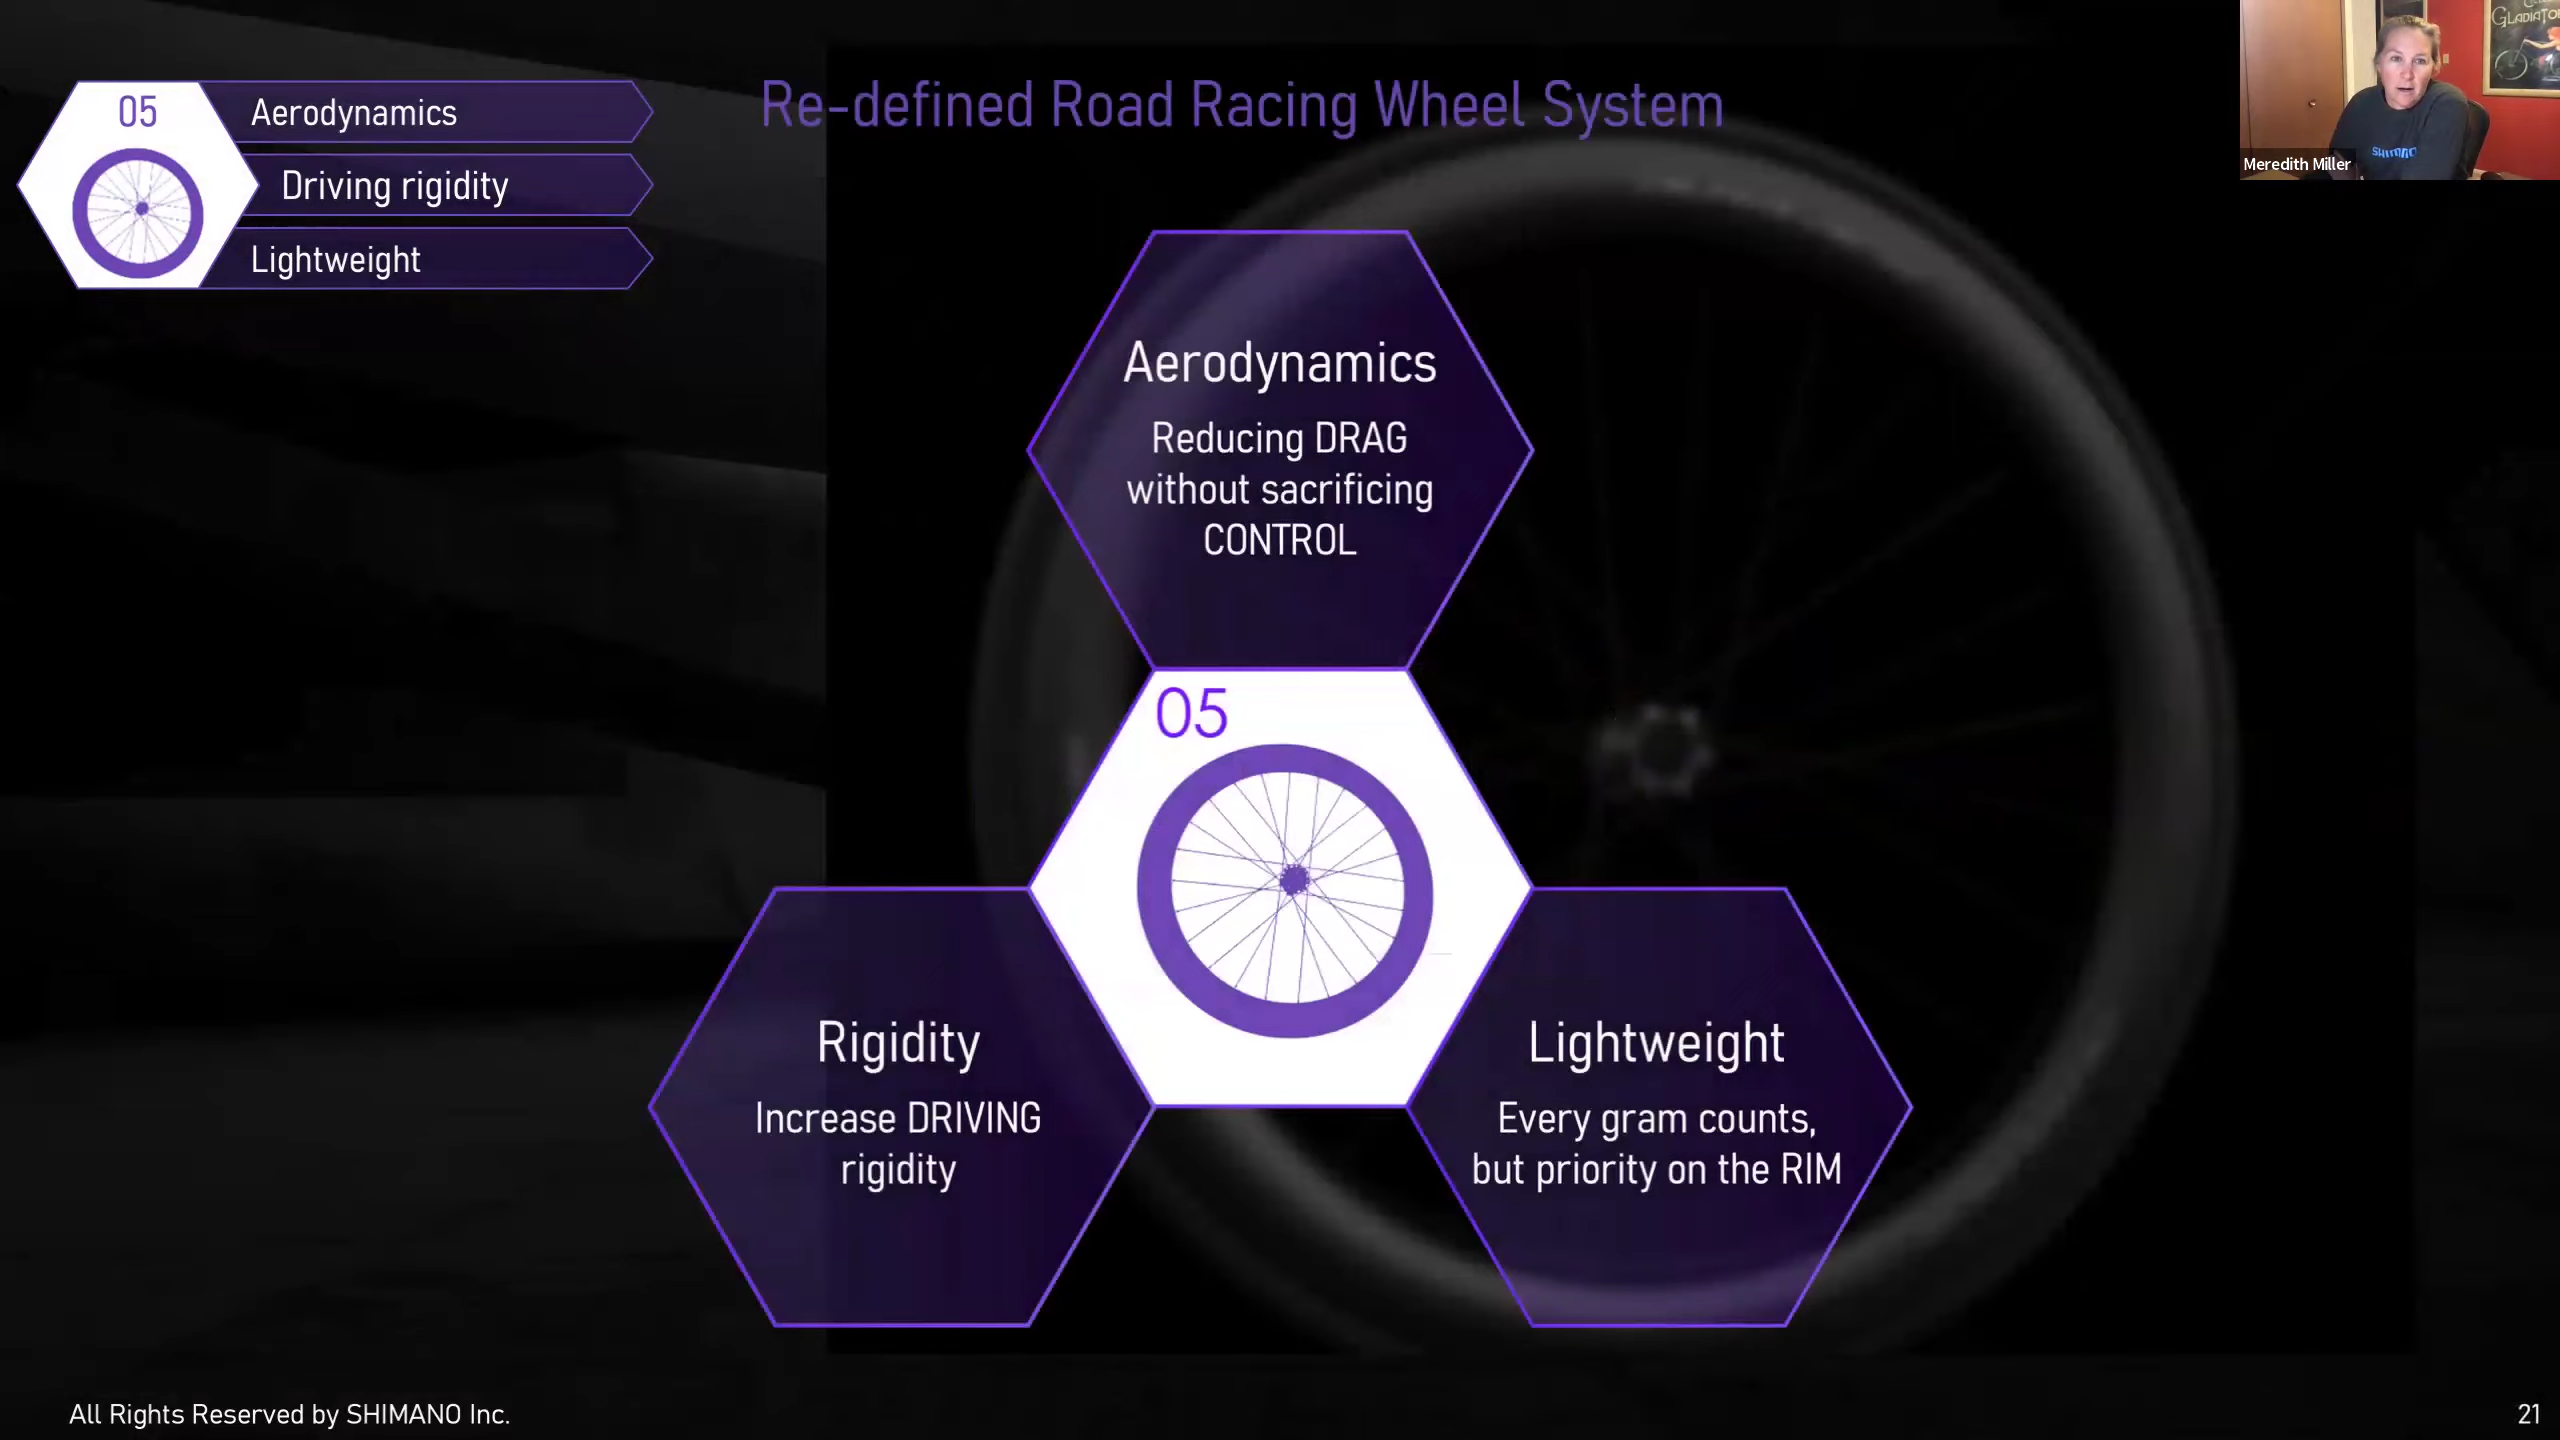 Re-defined Road Racing Wheel System
05
Aerodynamics
Driving rigidity
Lightweight
GLADIATOR
SHIMANO
Meredith Miller
Aerodynamics
Reducing DRAG
without sacrificing
CONTROL
05
Rigidity
Increase DRIVING
rigidity
Lightweight
Every gram counts,
but priority on the RIM
All Rights Reserved by SHIMANO Inc.
21